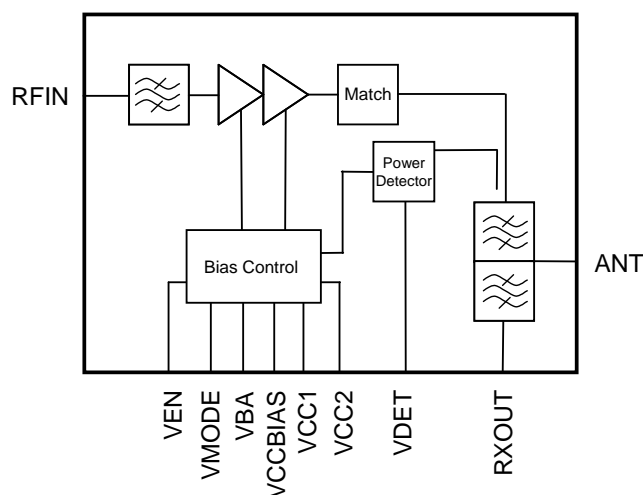 RFIN
Match
Power
Detector
Bias Control
ANT
VEN
VMODE
VBA
VCCBIAS
VCC1
VCC2
VDET
RXOUT